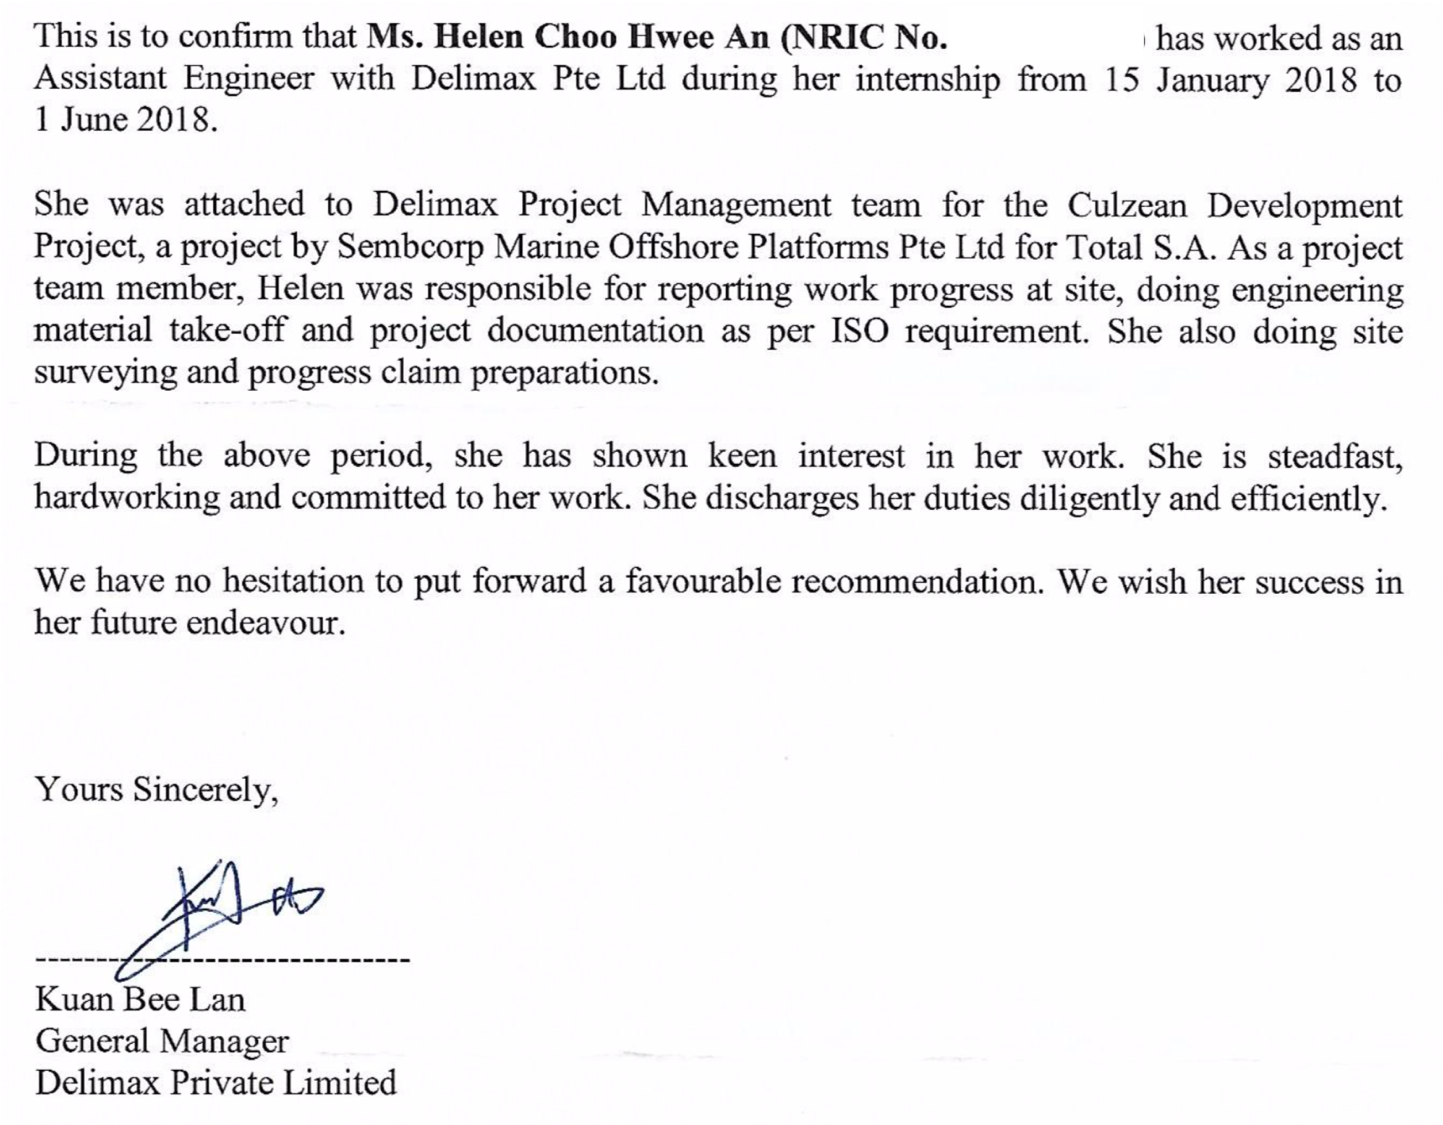 This is to confirm that Ms. Helen Choo Hwee An (NRIC No. has worked as an
Assistant Engineer with Delimax Pte Ltd during her internship from 15 January 2018 to
1 June 2018.
She was attached to Delimax Project Management team for the Culzean Development
Project, a project by Sembcorp Marine Offshore Platforms Pte Ltd for Total S.A. As a project
team member, Helen was responsible for reporting work progress at site, doing engineering
material take-off and project documentation as per ISO requirement. She also doing site
surveying and progress claim preparations.
During the above period, she has shown keen interest in her work. She is steadfast,
hardworking and committed to her work. She discharges her duties diligently and efficiently.
We have no hesitation to put forward a favourable recommendation. We wish her success in
her future endeavour.
Yours Sincerely,
Kuan Bee Lan
General Manager
Delimax Private Limited